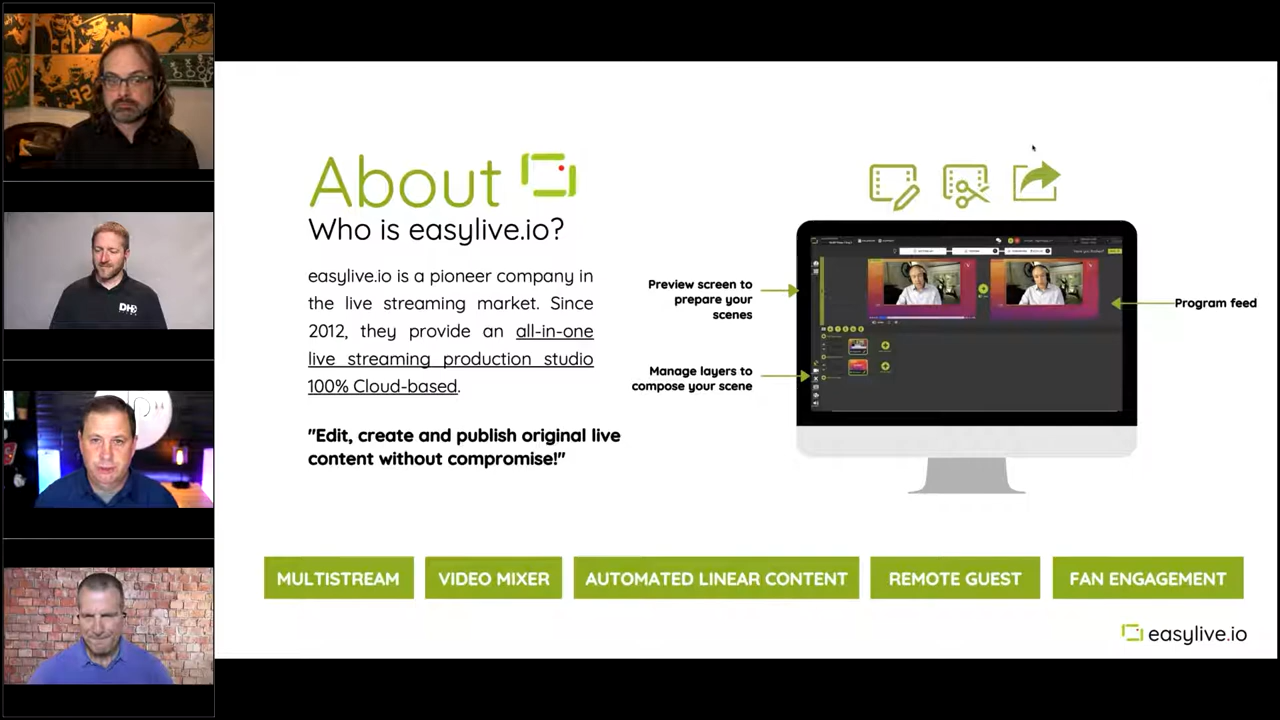 About
Who is easylive.io?
easylive.io is a pioneer company in
the live streaming market. Since
2012, they provide an all-in-one
live streaming production studio
100% Cloud-based.
"Edit, create and publish original live
content without compromise!"
Preview screen to
prepare your
scenes
Manage layers to
compose your scene
Program feed
MULTISTREAM
VIDEO MIXER
AUTOMATED LINEAR CONTENT
REMOTE GUEST
FAN ENGAGEMENT
easylive.io